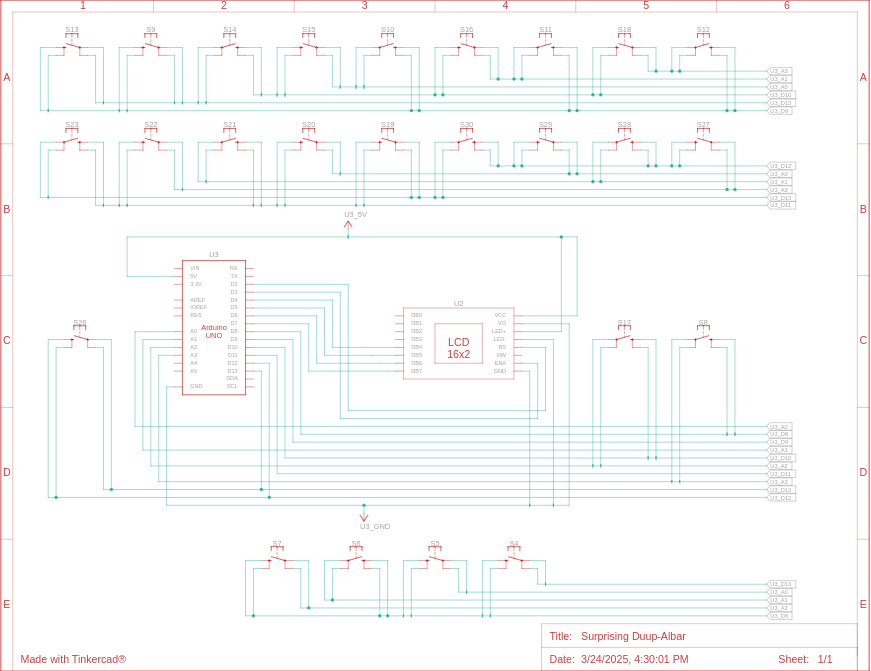 1 2 3 4 5 6
S13 S9 S14 S15 S10 S16 S11 S18 S12
A A
U3_A3
U3_A1
U3_A0
U3_D10
U3_D13
U3_D9
S23 S22 S21 S20 S19 S30 S29 S28 S27
U3_D12
U3_A0
U3_A1
U3_A3
U3_D13
U3_D11
B B
U3_5V
U3
VIN RX
5V TX
3.3V D2
D3
AREF D4
IOREF D5
RES D6
D7
A0 D8
A1 D9
A2 D10
A3 D11
A4 D12
A5 D13
SDA
GND SCL
Arduino
UNO
U2
DB0 VCC
DB1 VO
DB2 LED+
DB3 LED-
DB4 RS
DB5 RW
DB6 ENA
DB7 GND
LCD
16x2
S26 S17 S8
C C
U3_A0
U3_D8
U3_D9
U3_A1
U3_D10
U3_A2
U3_D11
U3_A3
U3_D13
U3_D12
D D
U3_GND
S7 S6 S5 S4
U3_D13
U3_A0
U3_A1
U3_A2
U3_D8
E E
Title: Surprising Duup-Albar
Made with Tinkercad®
Date: 3/24/2025, 4:30:01 PM Sheet: 1/1